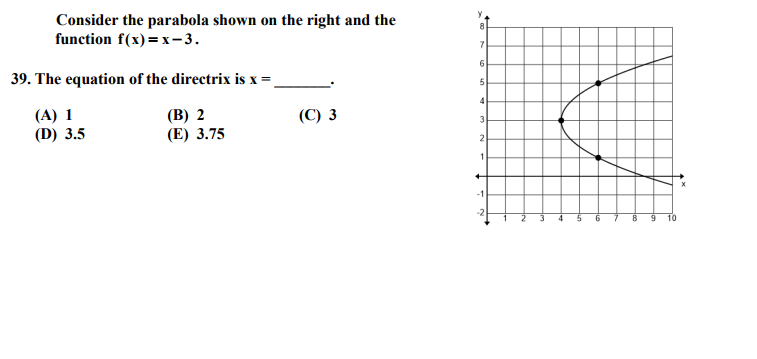 Consider the parabola shown on the right and the
function f(x) = x – 3.
39. The equation of the directrix is x = ________.
(A) 1 (B) 2 (C) 3
(D) 3.5 (E) 3.75
y
8
7
6
5
4
3
2
1
-1
-2
1 2 3 4 5 6 7 8 9 10
x